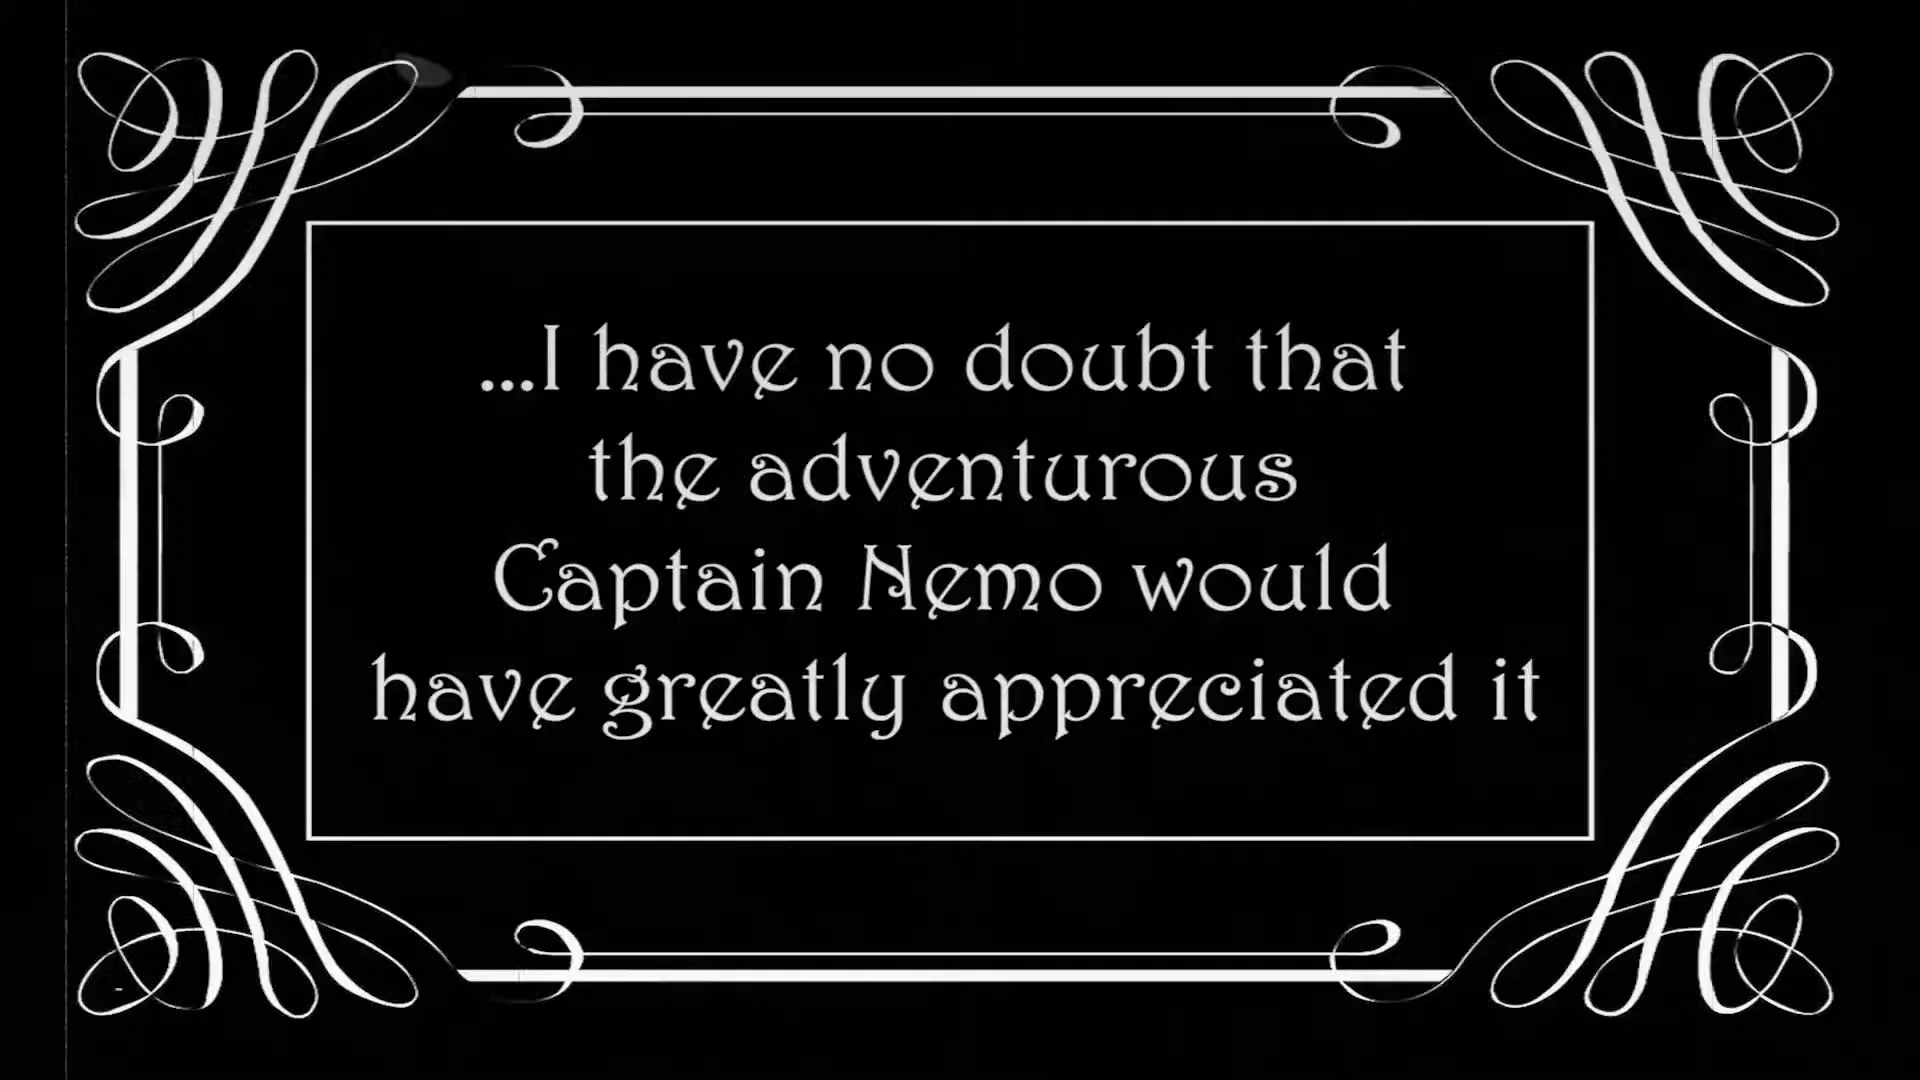 ...I have no doubt that
the adventurous
Captain Nemo would
have greatly appreciated it